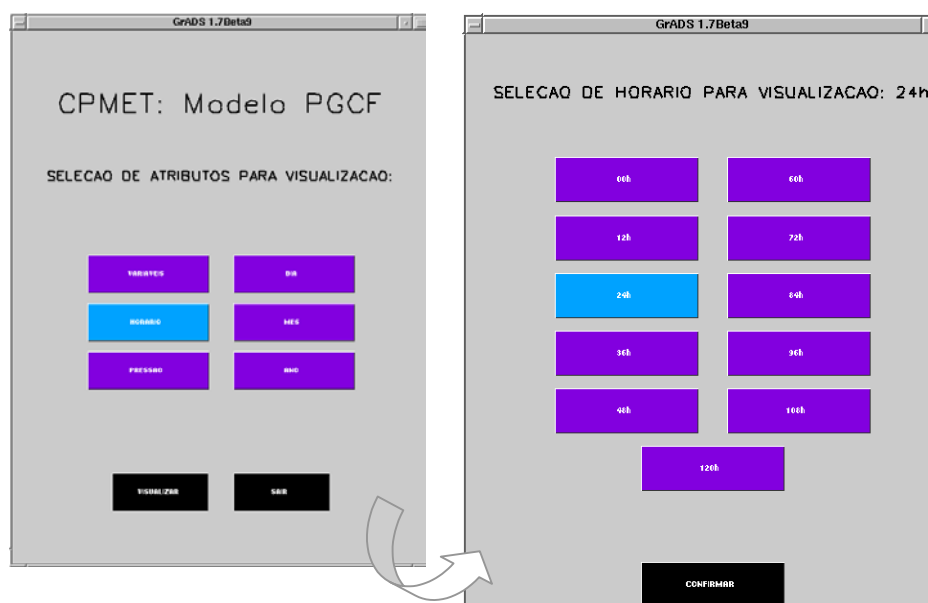 GrADS 1.7Beta9
CPMET: Modelo PGCF
SELECAO DE ATRIBUTOS PARA VISUALIZACAO:
VARIAVEIS
DIA
HORARIO
MES
PRESSAO
ANO
VISUALIZAR
SAIR
GrADS 1.7Beta9
SELECAO DE HORARIO PARA VISUALIZACAO: 24h
00h
60h
12h
72h
24h
84h
36h
96h
48h
108h
120h
CONFIRMAR